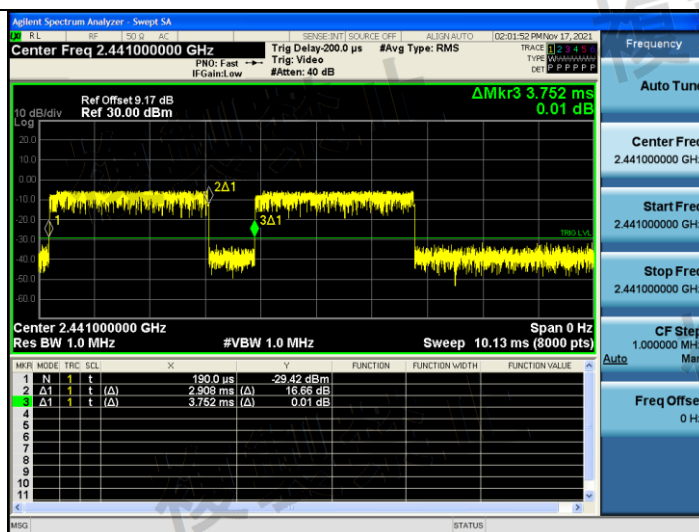 Agilent Spectrum Analyzer - Swept SA
RL RF 50 Ω AC SENSE:INT SOURCE OFF ALIGN AUTO 02:01:52 PM Nov 17, 2021
Center Freq 2.441000000 GHz
PNO: Fast
IFGain:Low
Trig Delay-200.0 µs
Trig: Video
#Atten: 40 dB
#Avg Type: RMS
TRACE 1 2 3 4 5 6
TYPE W
DET P P P P P P
ΔMkr3 3.752 ms
0.01 dB
Ref Offset 9.17 dB
10 dB/div Ref 30.00 dBm
Log
20.0
10.0
0.00
-10.0
-20.0
-30.0
-40.0
-50.0
-60.0
1
2Δ1
3Δ1
TRIG LVL
Center 2.441000000 GHz Span 0 Hz
Res BW 1.0 MHz #VBW 1.0 MHz Sweep 10.13 ms (8000 pts)
MKR MODE TRC SCL X Y FUNCTION FUNCTION WIDTH FUNCTION VALUE
1 N 1 t 190.0 µs -29.42 dBm
2 Δ1 1 t (Δ) 2.908 ms (Δ) 16.66 dB
3 Δ1 1 t (Δ) 3.752 ms (Δ) 0.01 dB
4
5
6
7
8
9
10
11
MSG STATUS
Frequency
Auto Tune
Center Freq
2.441000000 GHz
Start Freq
2.441000000 GHz
Stop Freq
2.441000000 GHz
CF Step
1.000000 MHz
Auto Man
Freq Offset
0 Hz